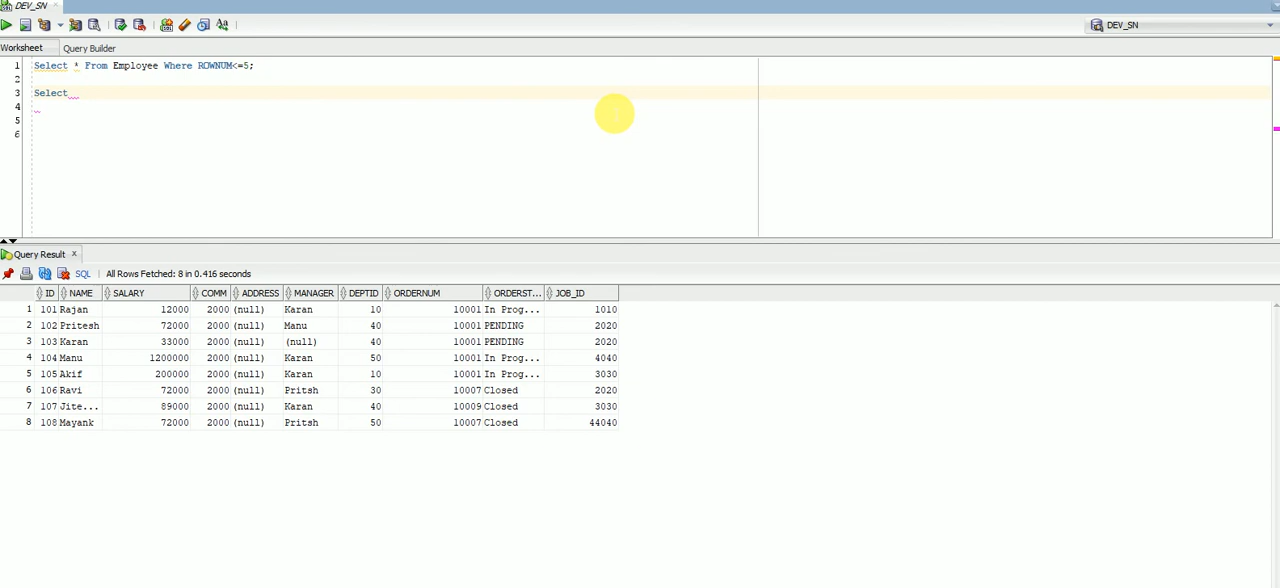 DEV_SN
DEV_SN
Worksheet Query Builder
1 Select * From Employee Where ROWNUM<=5;
2
3 Select
4
5
6
Query Result x
SQL | All Rows Fetched: 8 in 0.416 seconds
ID NAME SALARY COMM ADDRESS MANAGER DEPTID ORDERNUM ORDERST... JOB_ID
1 101 Rajan 12000 2000 (null) Karan 10 10001 In Prog... 1010
2 102 Pritesh 72000 2000 (null) Manu 40 10001 PENDING 2020
3 103 Karan 33000 2000 (null) (null) 40 10001 PENDING 2020
4 104 Manu 1200000 2000 (null) Karan 50 10001 In Prog... 4040
5 105 Akif 200000 2000 (null) Karan 10 10001 In Prog... 3030
6 106 Ravi 72000 2000 (null) Pritsh 30 10007 Closed 2020
7 107 Jite... 89000 2000 (null) Karan 40 10009 Closed 3030
8 108 Mayank 72000 2000 (null) Pritsh 50 10007 Closed 44040